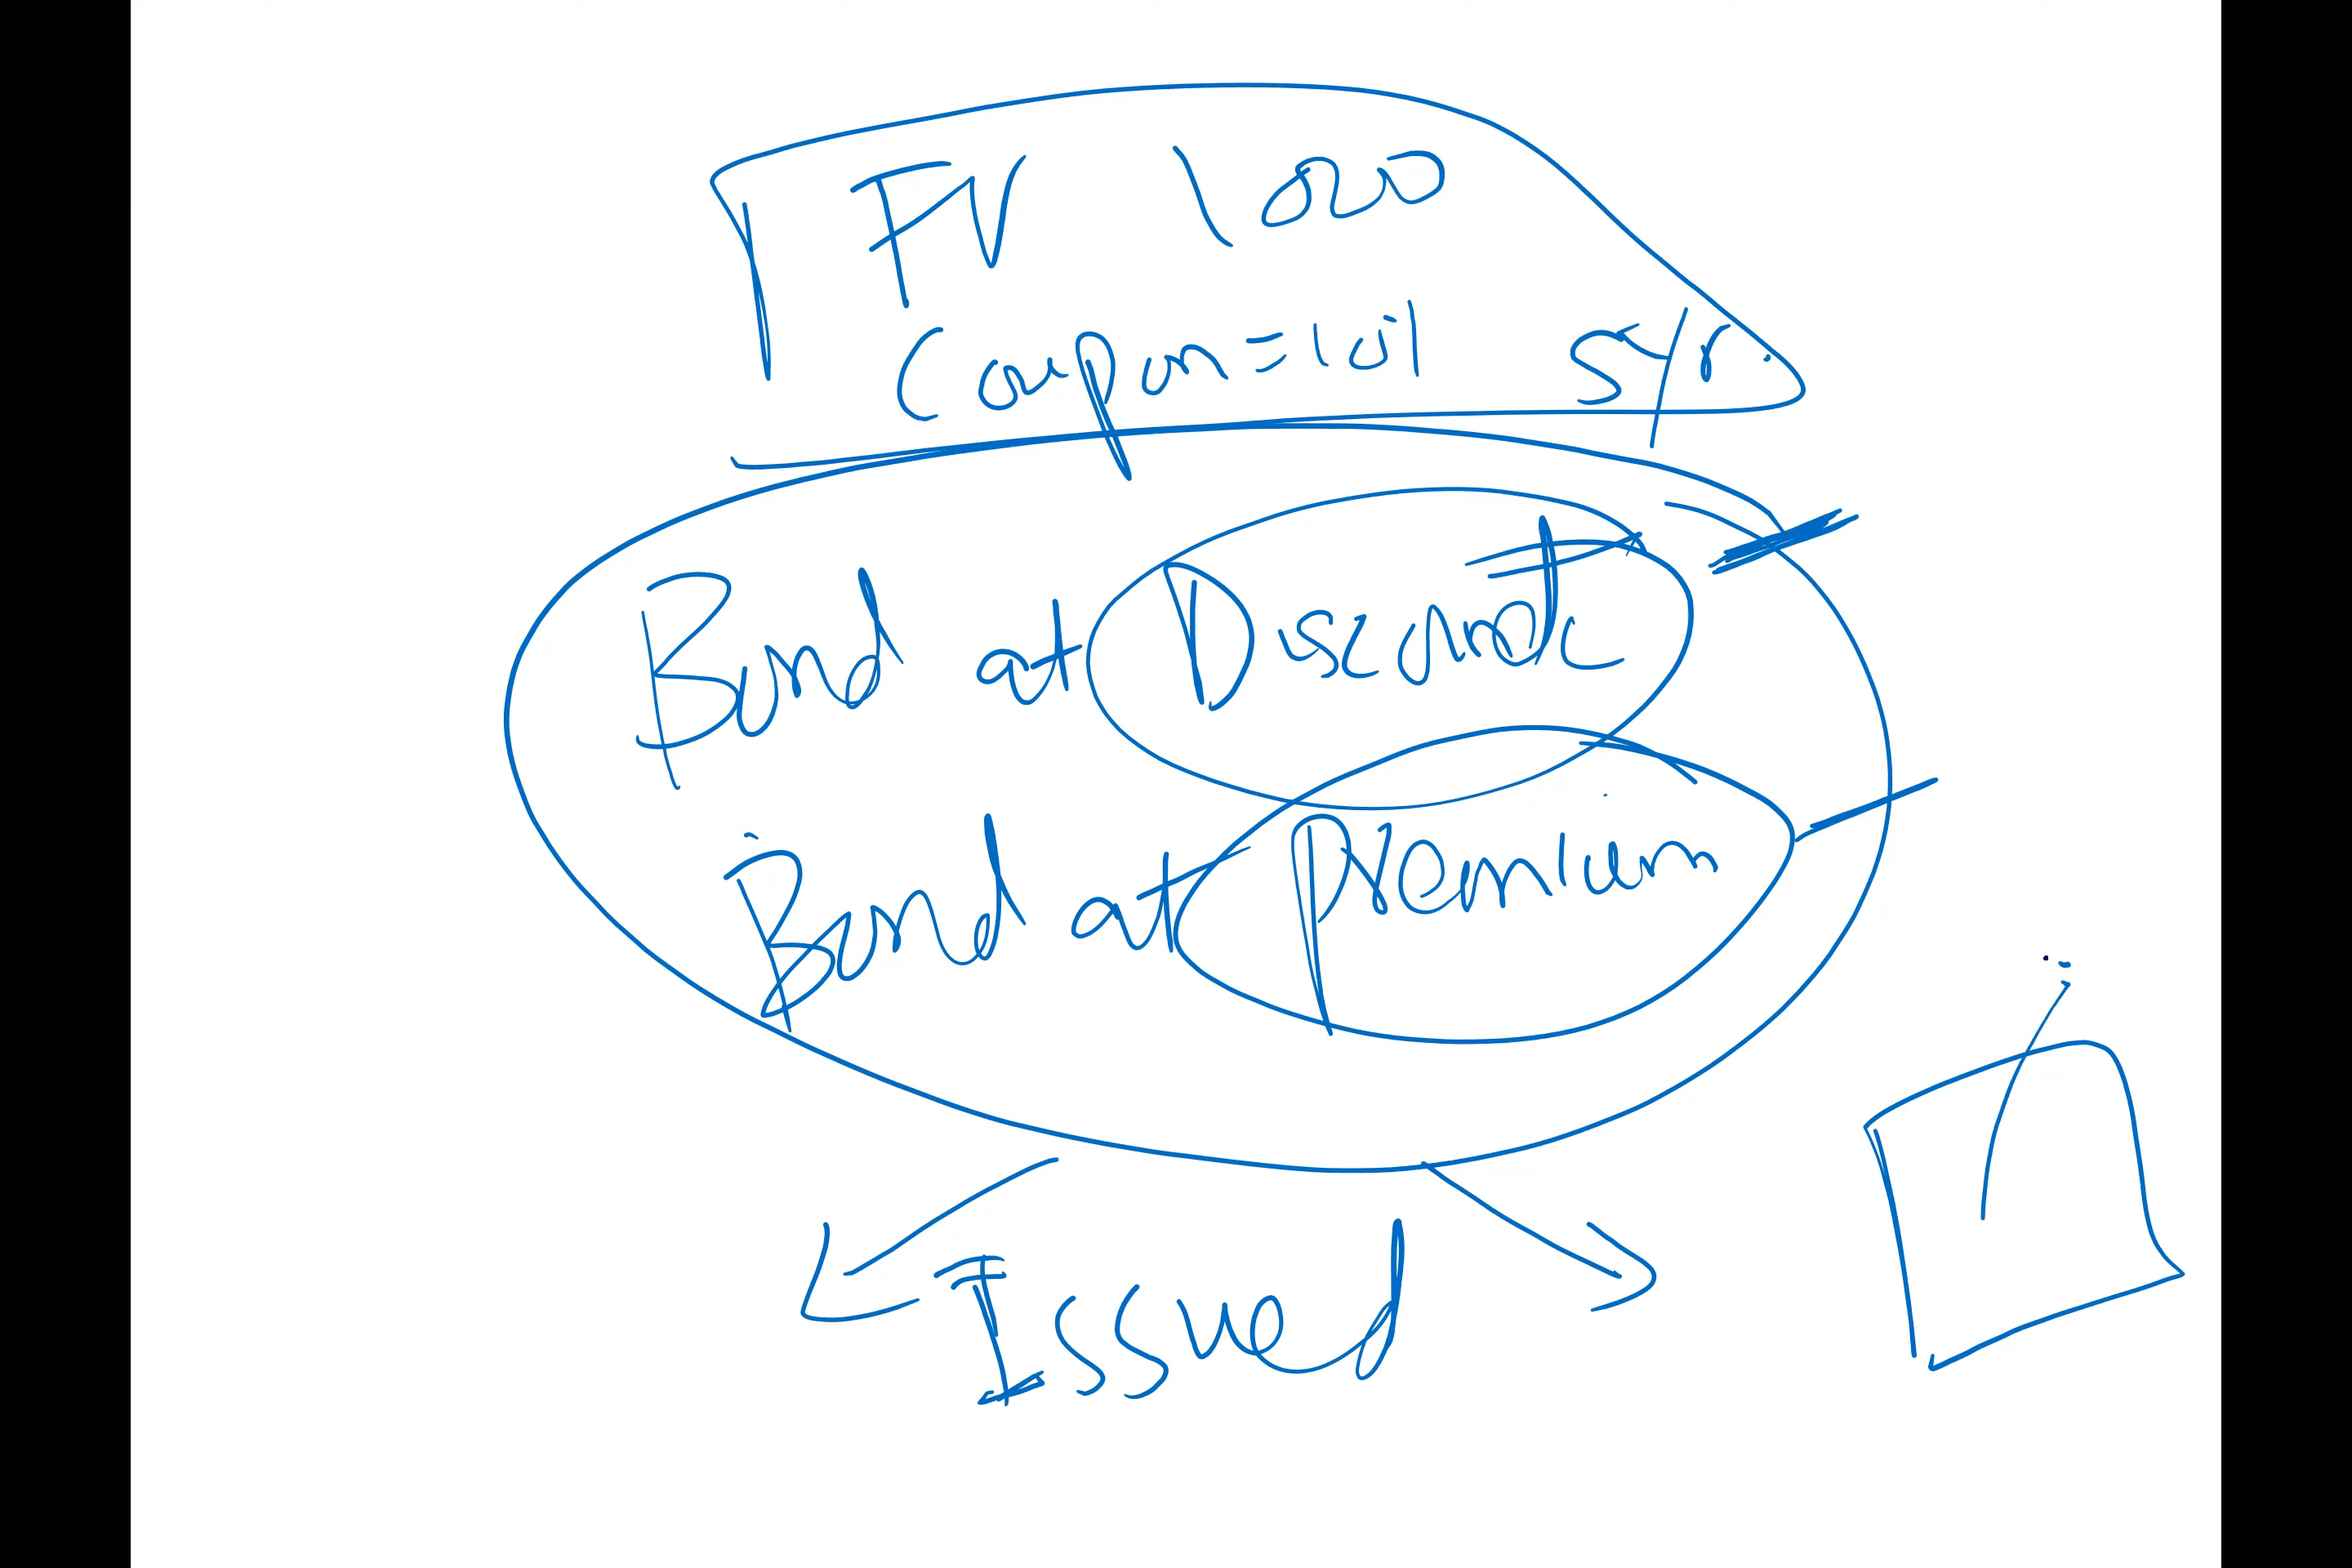 FV 1000
Coupon = 10% 5yr.
Bond at Discount
Bond at Premium
Issued